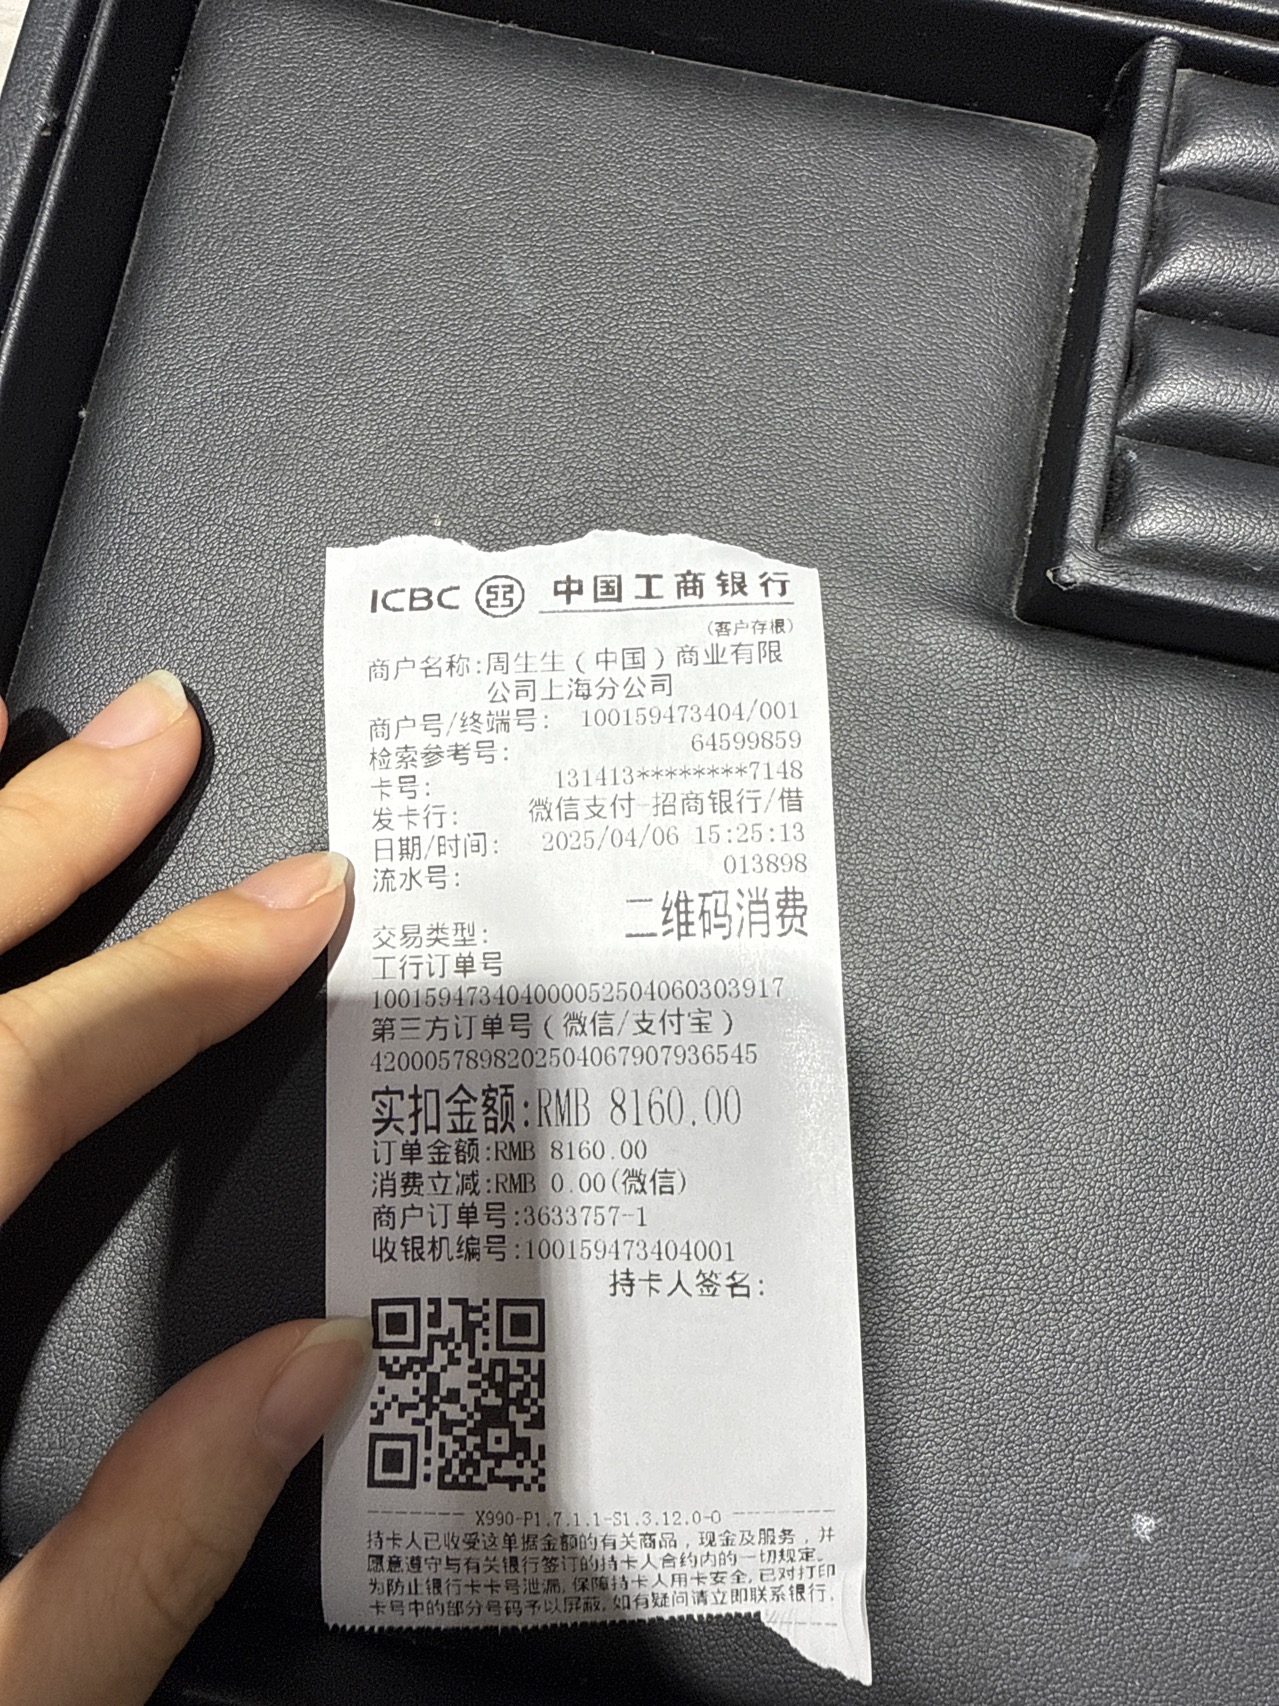 ICBC 中国工商银行
(客户存根)
商户名称:周生生(中国)商业有限
公司上海分公司
商户号/终端号: 100159473404/001
检索参考号: 64599859
卡号: 131413********7148
发卡行: 微信支付-招商银行/借
日期/时间: 2025/04/06 15:25:13
流水号: 013898
交易类型: 二维码消费
工行订单号
100159473404000052504060303917
第三方订单号(微信/支付宝)
4200057898202504067907936545
实扣金额:RMB 8160.00
订单金额:RMB 8160.00
消费立减:RMB 0.00(微信)
商户订单号:3633757-1
收银机编号:100159473404001
持卡人签名:
X990-P1.7.1.1-S1.3.12.0-0
持卡人已收受这单据金额的有关商品,现金及服务,并
愿意遵守与有关银行签订的持卡人合约内的一切规定。
为防止银行卡卡号泄漏,保障持卡人用卡安全,已对打印
卡号中的部分号码予以屏蔽,如有疑问请立即联系银行.